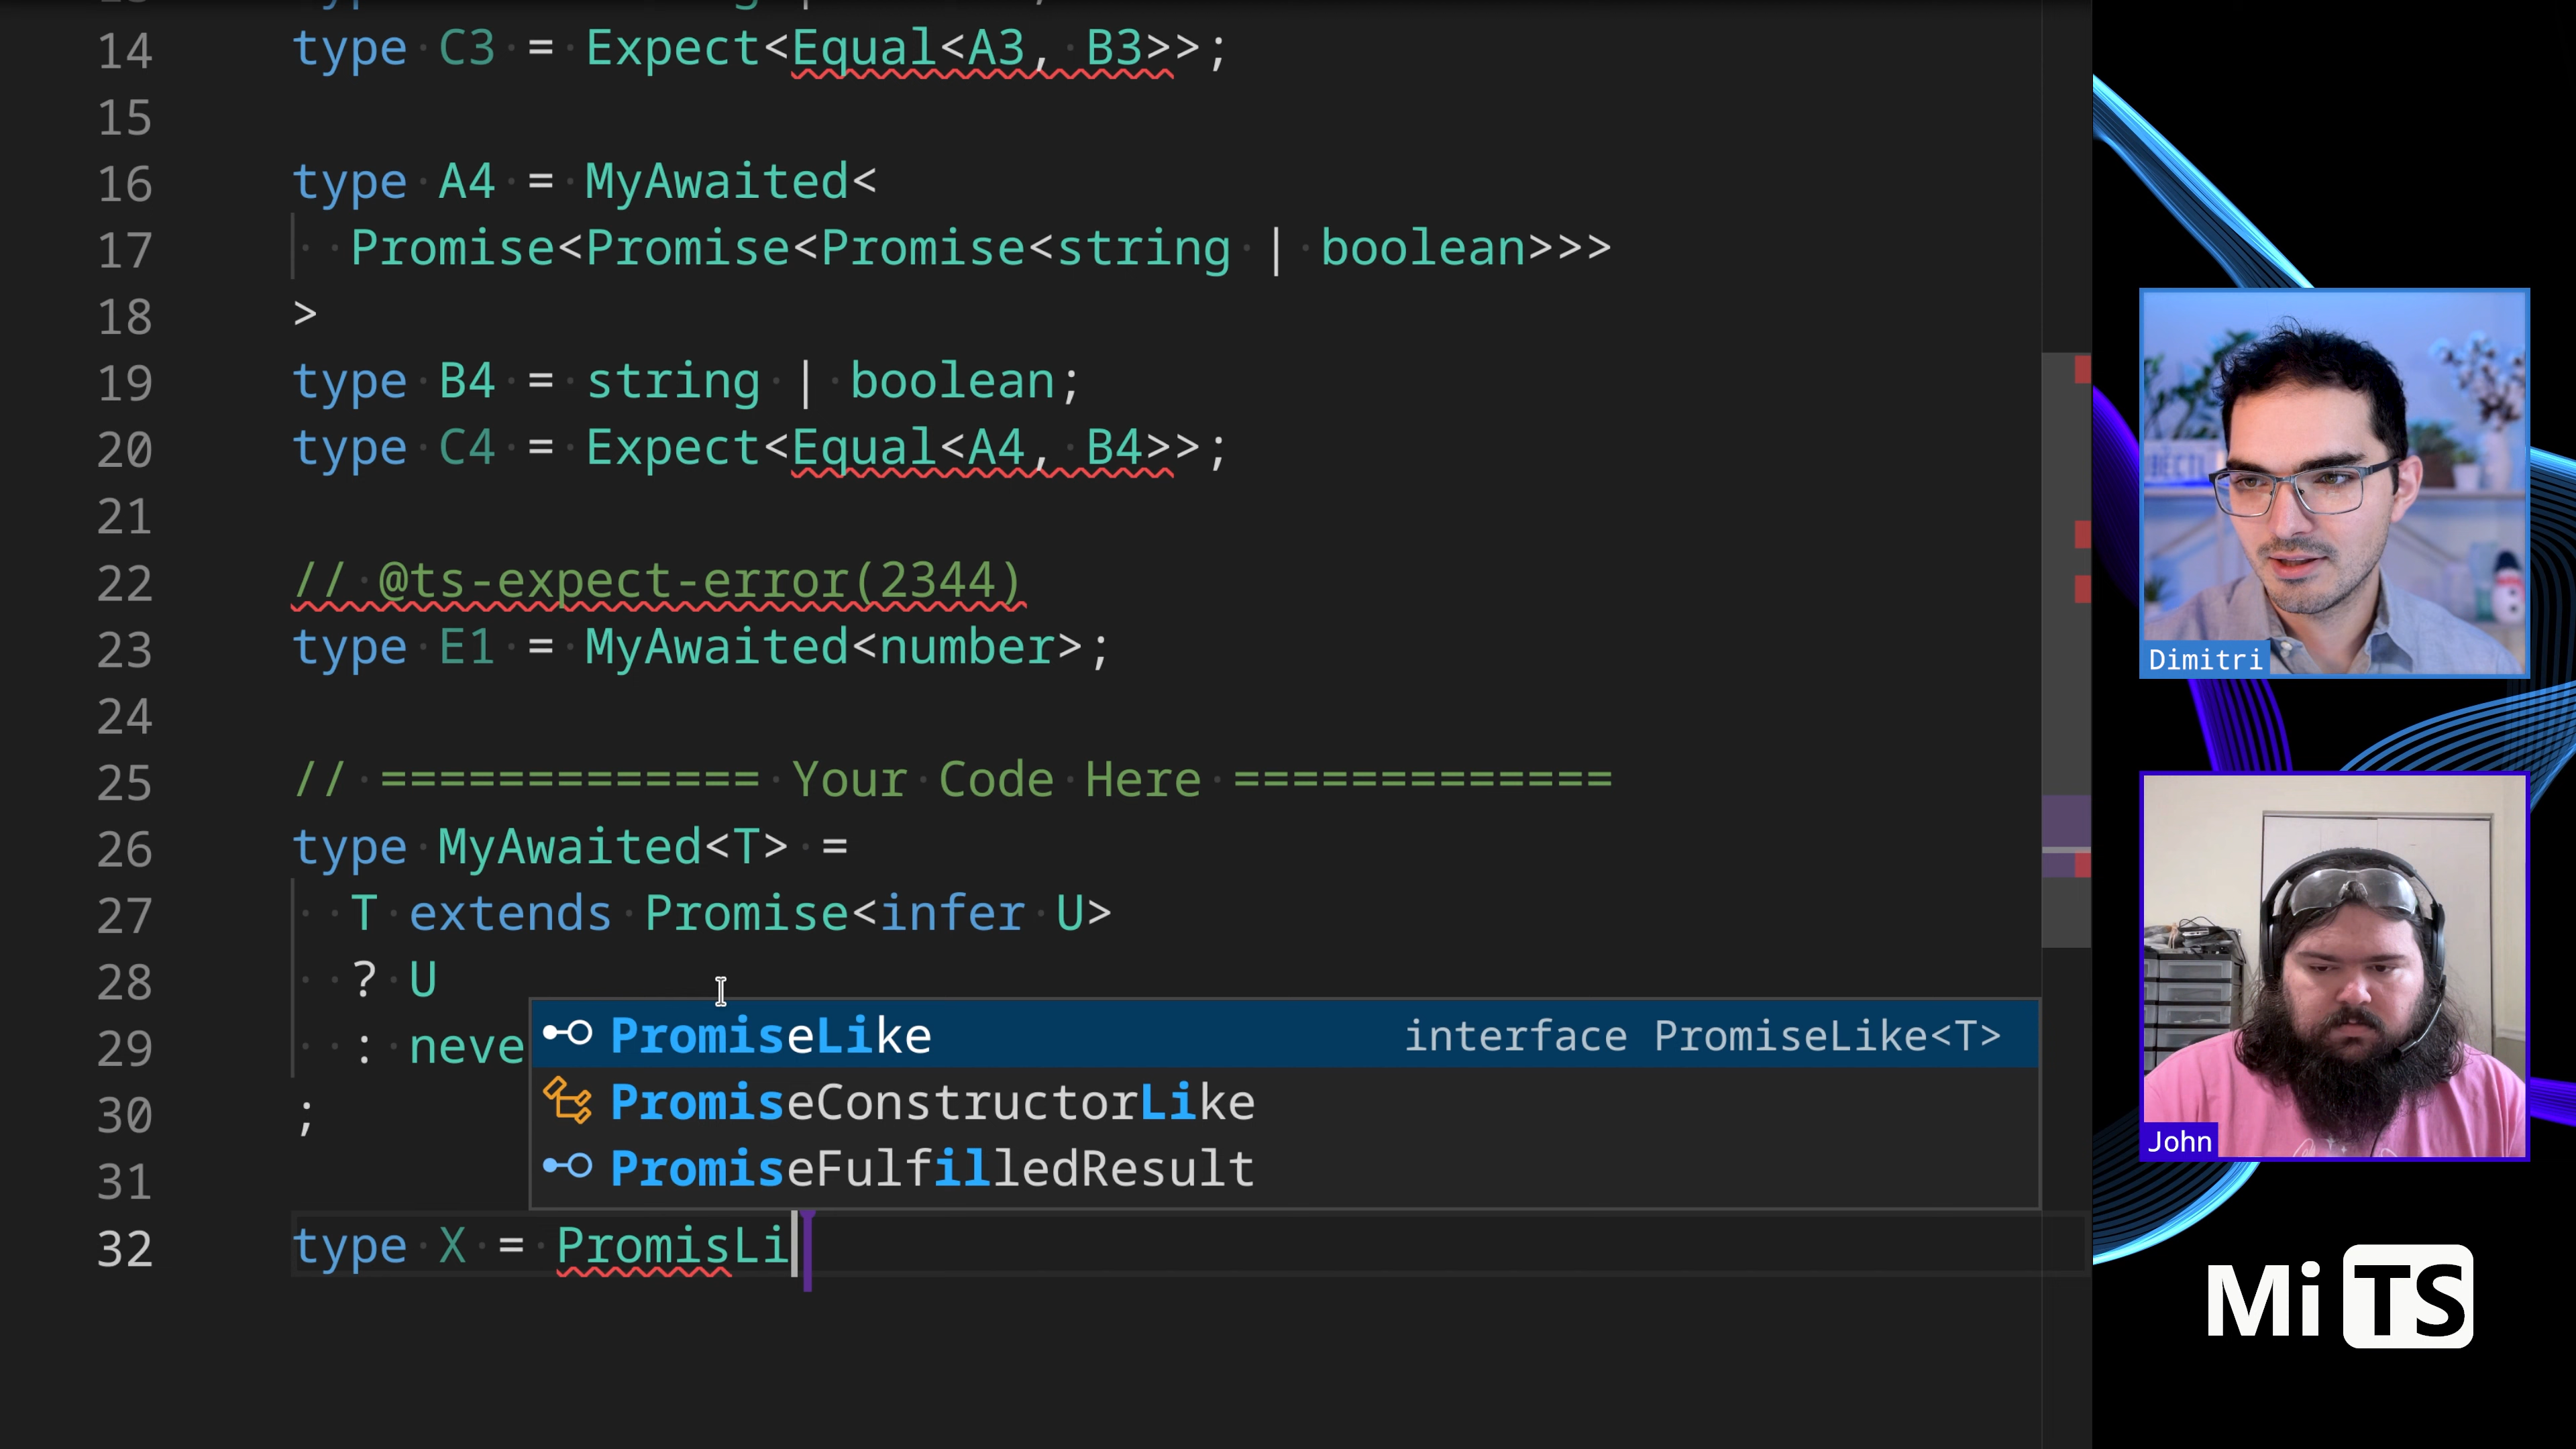 14 type C3 = Expect<Equal<A3, B3>>;
15
16 type A4 = MyAwaited<
17 Promise<Promise<Promise<string | boolean>>>
18 >
19 type B4 = string | boolean;
20 type C4 = Expect<Equal<A4, B4>>;
21
22 // @ts-expect-error(2344)
23 type E1 = MyAwaited<number>;
24
25 // ============= Your Code Here =============
26 type MyAwaited<T> =
27 T extends Promise<infer U>
28 ? U
29 : neve
30 ;
31
32 type X = PromisLi
PromiseLike interface PromiseLike<T>
PromiseConstructorLike
PromiseFulfilledResult
Dimitri
John
Mi TS